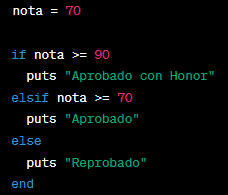 nota = 70

if nota >= 90
  puts "Aprobado con Honor"
elsif nota >= 70
  puts "Aprobado"
else
  puts "Reprobado"
end